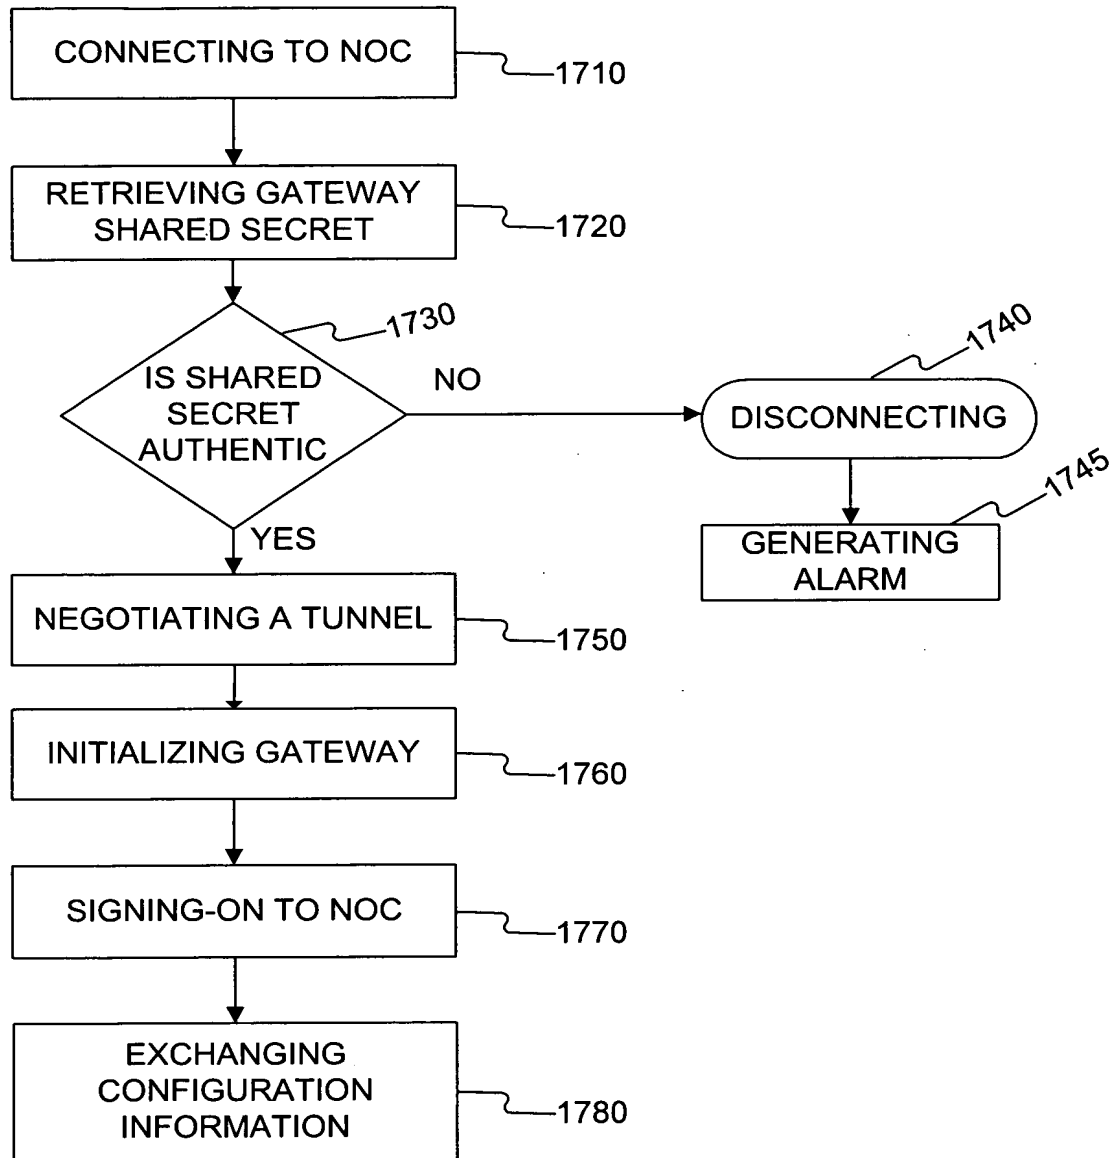 CONNECTING TO NOC
1710
RETRIEVING GATEWAY
SHARED SECRET
1720
1730
IS SHARED
SECRET
AUTHENTIC
NO
1740
DISCONNECTING
1745
GENERATING
ALARM
YES
NEGOTIATING A TUNNEL
1750
INITIALIZING GATEWAY
1760
SIGNING-ON TO NOC
1770
EXCHANGING
CONFIGURATION
INFORMATION
1780